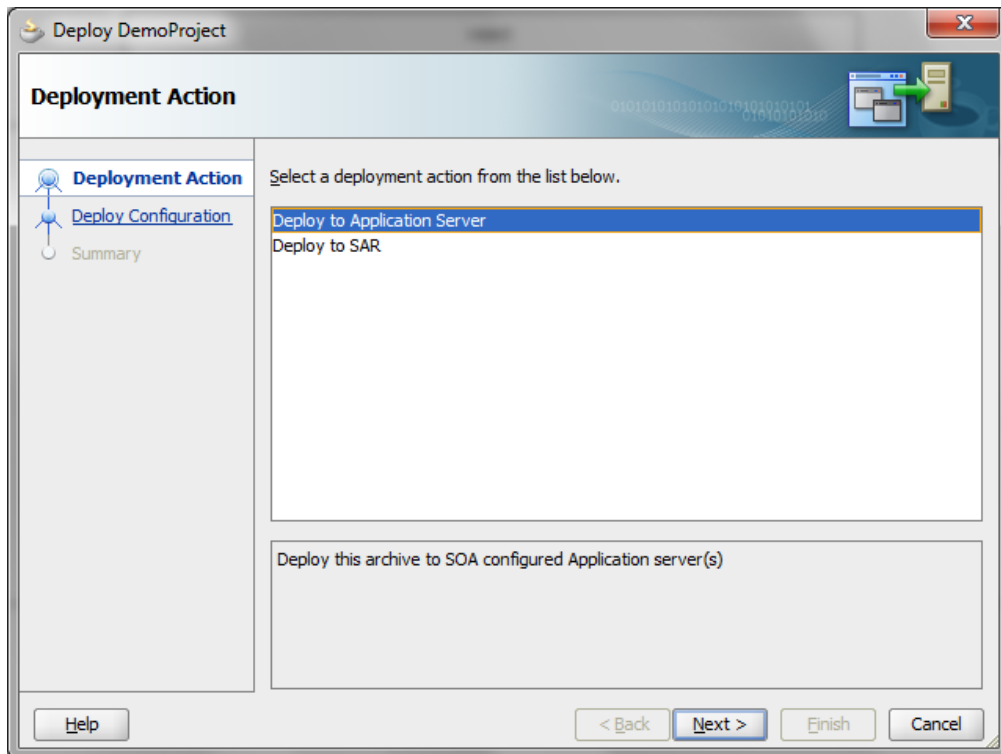 Deploy DemoProject
Deployment Action
Deployment Action
Deploy Configuration
Summary
Select a deployment action from the list below.
Deploy to Application Server
Deploy to SAR
Deploy this archive to SOA configured Application server(s)
Help
< Back
Next >
Finish
Cancel